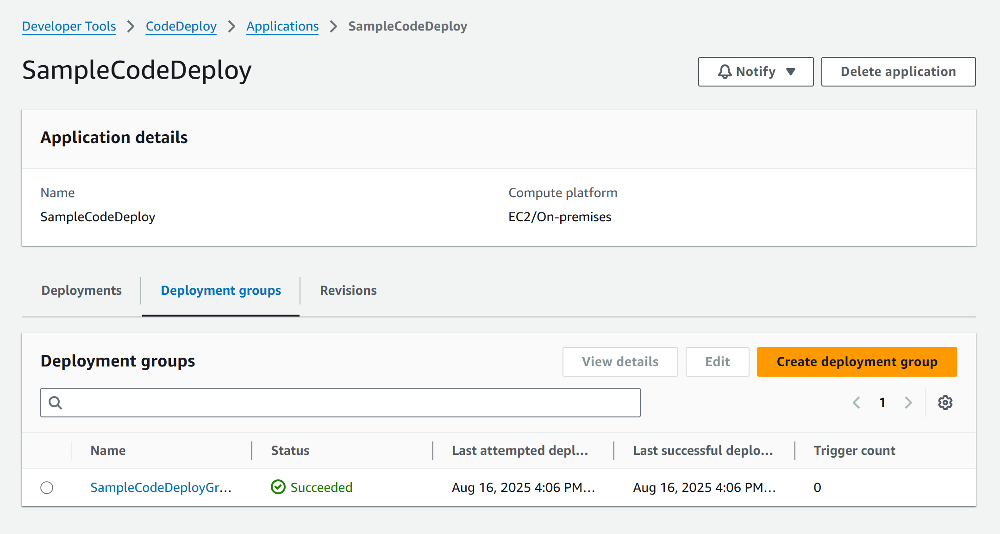 Developer Tools > CodeDeploy > Applications > SampleCodeDeploy
SampleCodeDeploy
Notify
Delete application
Application details
Name
SampleCodeDeploy
Compute platform
EC2/On-premises
Deployments
Deployment groups
Revisions
Deployment groups
View details
Edit
Create deployment group
1
Name
Status
Last attempted depl...
Last successful deplo...
Trigger count
SampleCodeDeployGr...
Succeeded
Aug 16, 2025 4:06 PM...
Aug 16, 2025 4:06 PM...
0